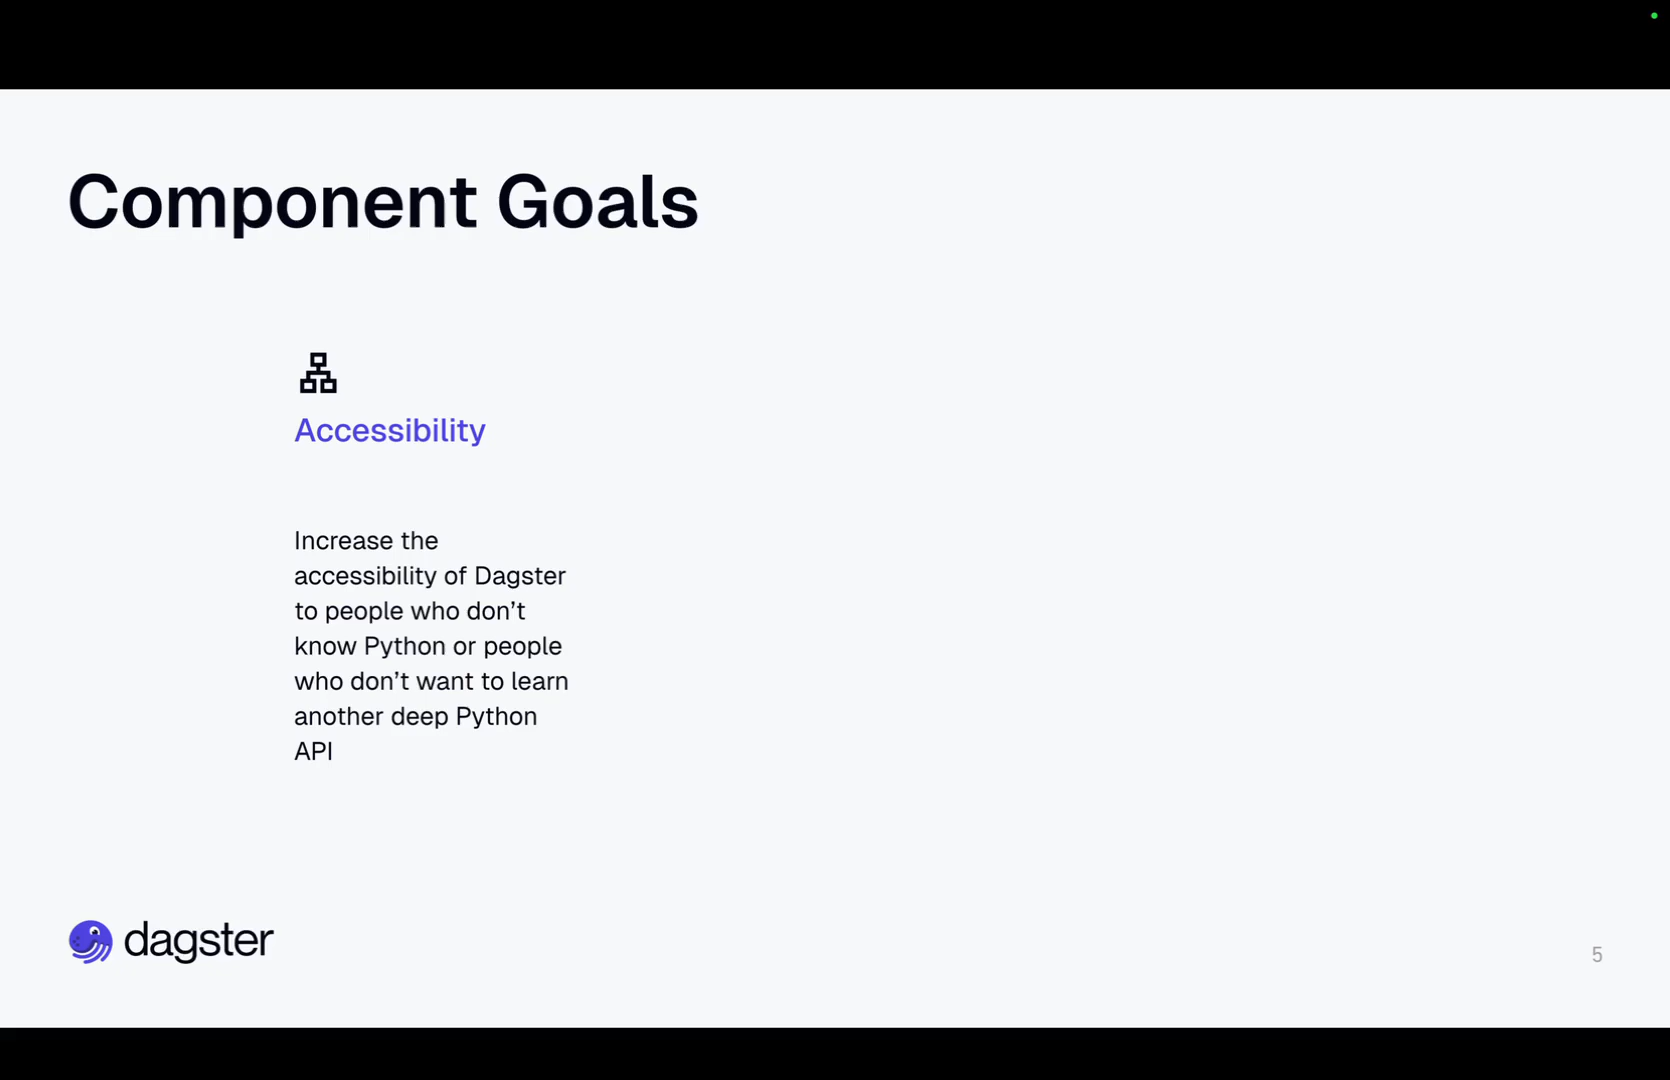 Component Goals
Accessibility
Increase the
accessibility of Dagster
to people who don’t
know Python or people
who don’t want to learn
another deep Python
API
dagster
5